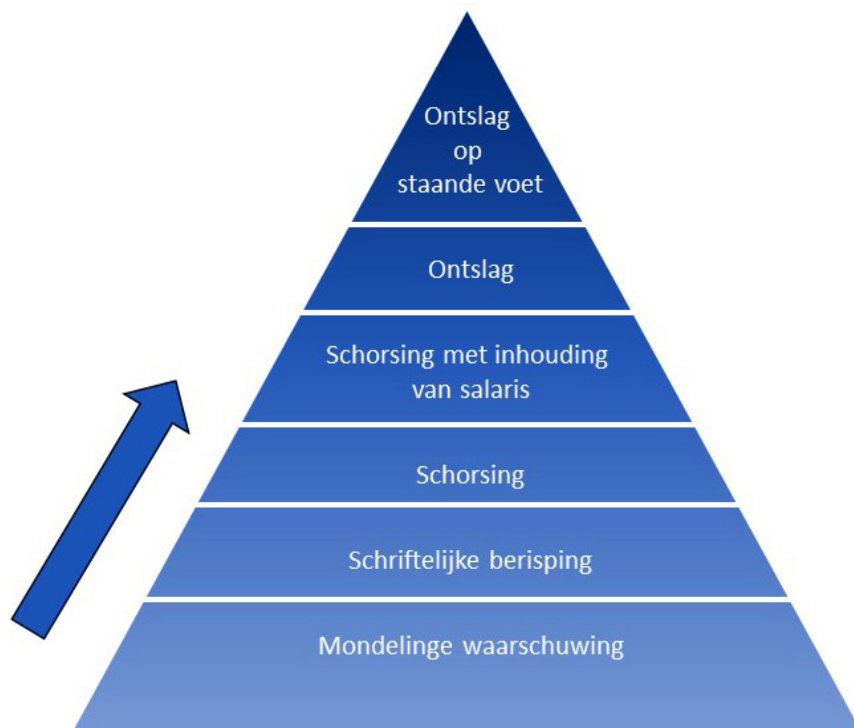 Ontslag
op
staande voet
Ontslag
Schorsing met inhouding
van salaris
Schorsing
Schriftelijke berisping
Mondelinge waarschuwing